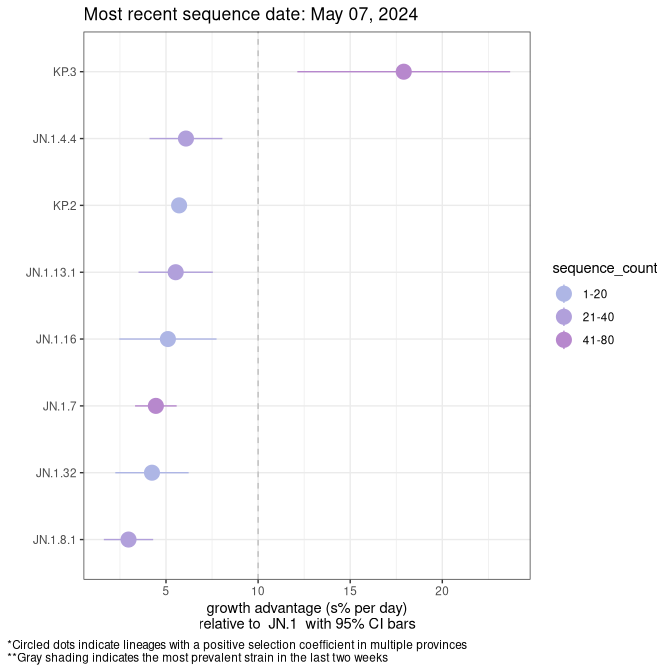 Most recent sequence date: May 07, 2024
KP.3
JN.1.4.4
KP.2
JN.1.13.1
JN.1.16
JN.1.7
JN.1.32
JN.1.8.1
5 10 15 20
growth advantage (s% per day)
relative to JN.1 with 95% CI bars
sequence_count
1-20
21-40
41-80
*Circled dots indicate lineages with a positive selection coefficient in multiple provinces
**Gray shading indicates the most prevalent strain in the last two weeks